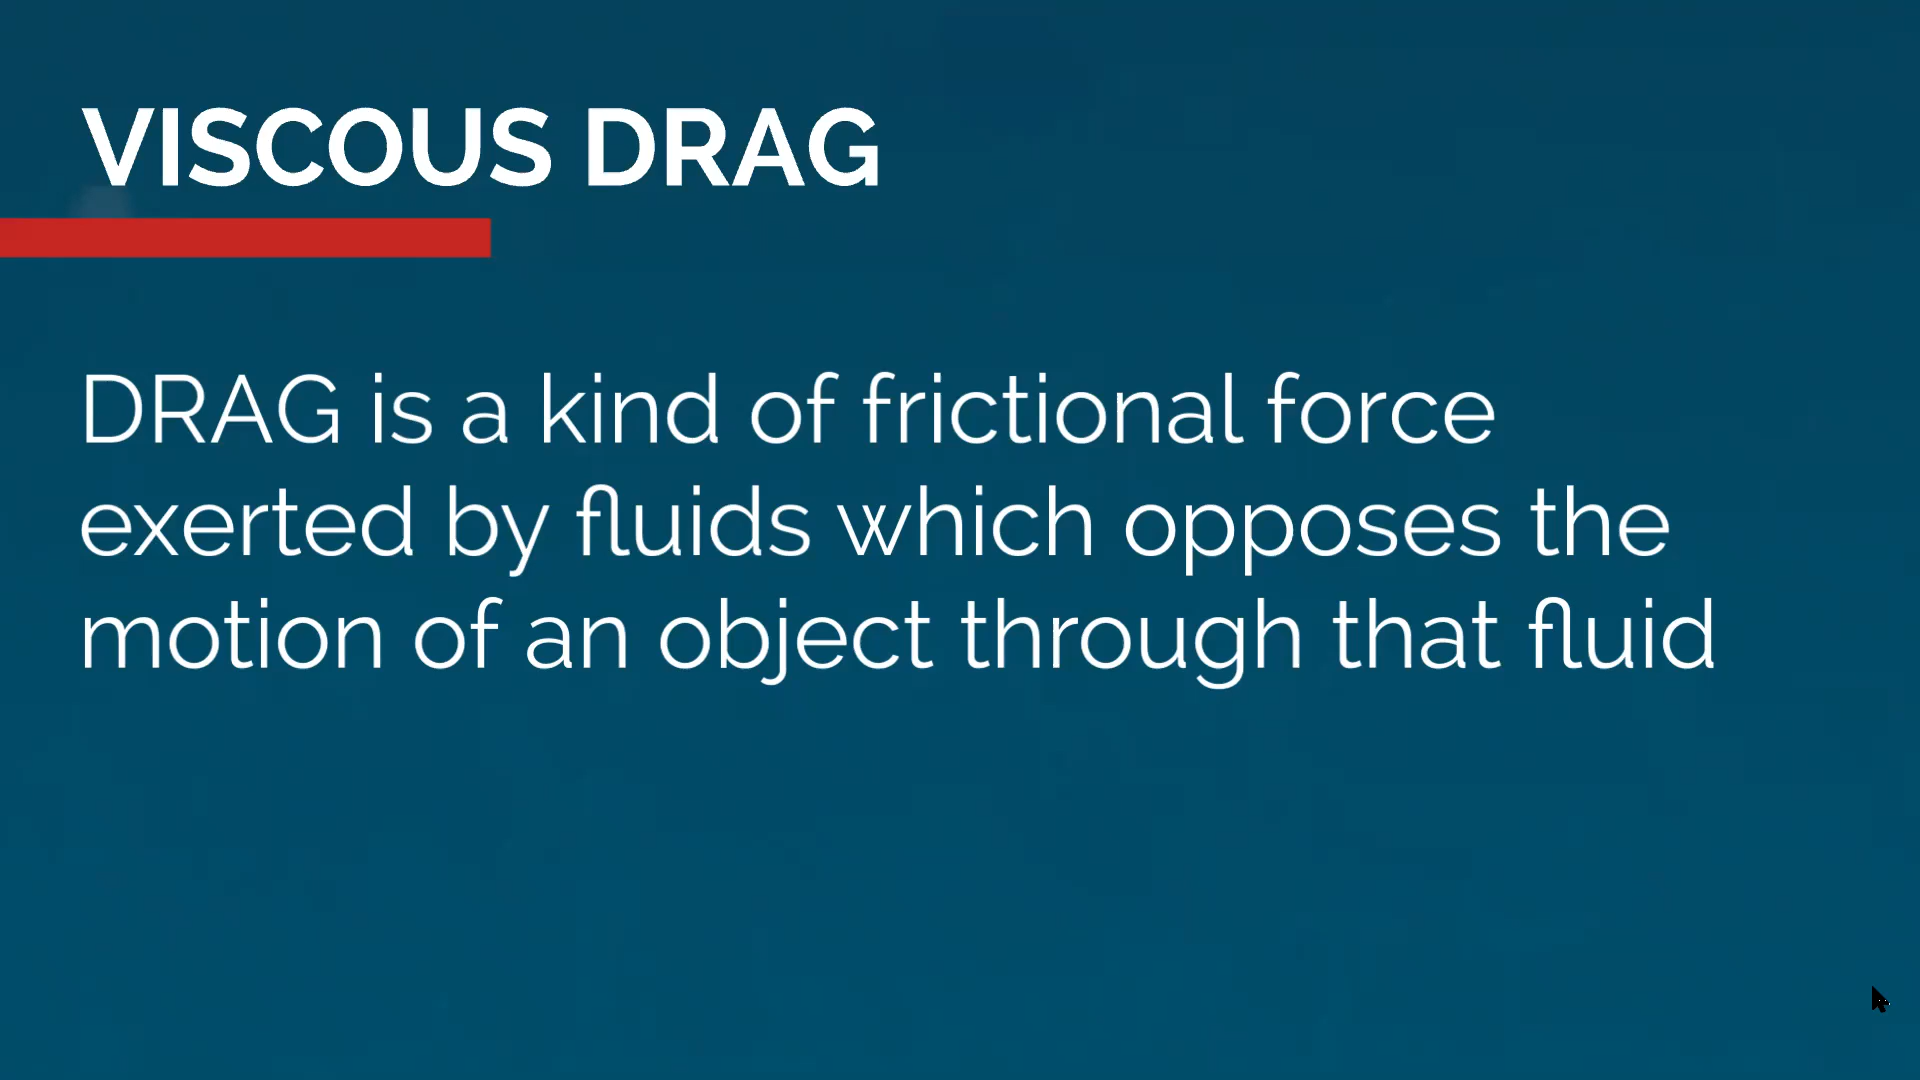 VISCOUS DRAG
DRAG is a kind of frictional force
exerted by fluids which opposes the
motion of an object through that fluid